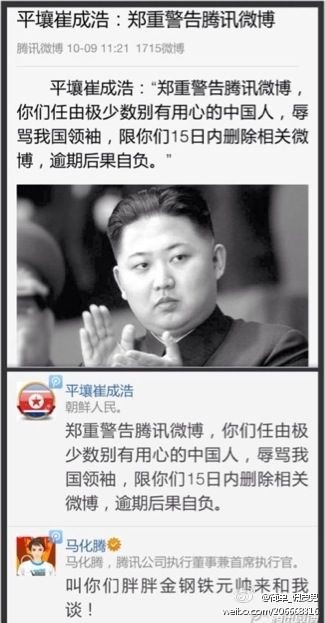 平壤崔成浩：郑重警告腾讯微博
腾讯微博 10-09 11:21 1715微博
平壤崔成浩：“郑重警告腾讯微博，
你们任由极少数别有用心的中国人，辱
骂我国领袖，限你们15日内删除相关微
博，逾期后果自负。”
平壤崔成浩
朝鲜人民。
郑重警告腾讯微博，你们任由极
少数别有用心的中国人，辱骂我
国领袖，限你们15日内删除相关
微博，逾期后果自负。
马化腾
马化腾，腾讯公司执行董事兼首席执行官。
叫你们胖胖金钢铁元帅来和我
谈！